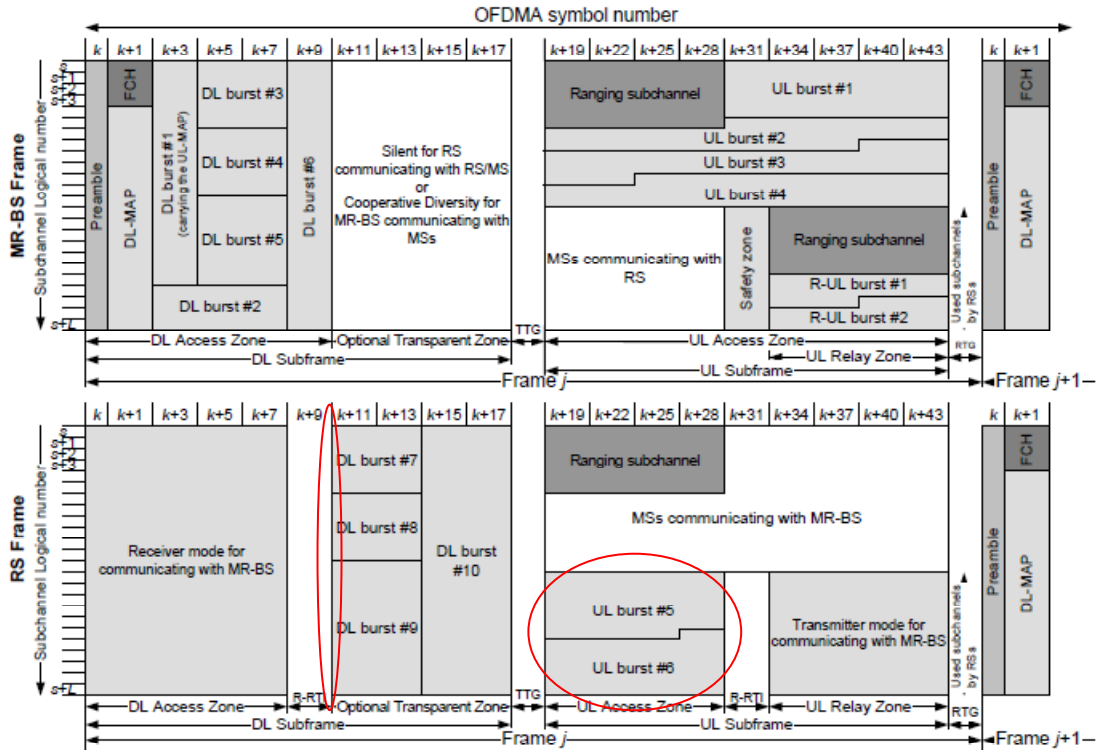 OFDMA symbol number
k k+1 k+3 k+5 k+7 k+9 k+11 k+13 k+15 k+17 k+19 k+22 k+25 k+28 k+31 k+34 k+37 k+40 k+43 k k+1
MR-BS Frame
Subchannel Logical number
s
s+1
s+2
s+3
s+L
Preamble
FCH
DL-MAP
DL burst #1
(carrying the UL-MAP)
DL burst #3
DL burst #4
DL burst #5
DL burst #2
DL burst #6
Silent for RS
communicating with RS/MS
or
Cooperative Diversity for
MR-BS communicating with
MSs
Ranging subchannel
UL burst #1
UL burst #2
UL burst #3
UL burst #4
MSs communicating with
RS
Safety zone
Ranging subchannel
R-UL burst #1
R-UL burst #2
Used subchannels
by RSs
Preamble
FCH
DL-MAP
DL Access Zone
Optional Transparent Zone
TTG
UL Access Zone
RTG
DL Subframe
UL Relay Zone
UL Subframe
Frame j
Frame j+1
k k+1 k+3 k+5 k+7 k+9 k+11 k+13 k+15 k+17 k+19 k+22 k+25 k+28 k+31 k+34 k+37 k+40 k+43 k k+1
RS Frame
Subchannel Logical number
s
s+1
s+2
s+3
s+L
Receiver mode for
communicating with MR-BS
DL burst #7
DL burst #8
DL burst #9
DL burst
#10
Ranging subchannel
MSs communicating with MR-BS
UL burst #5
UL burst #6
Transmitter mode for
communicating with MR-BS
Used subchannels
by RSs
Preamble
FCH
DL-MAP
DL Access Zone
R-RTI
Optional Transparent Zone
TTG
UL Access Zone
R-RTI
UL Relay Zone
RTG
DL Subframe
UL Subframe
Frame j
Frame j+1